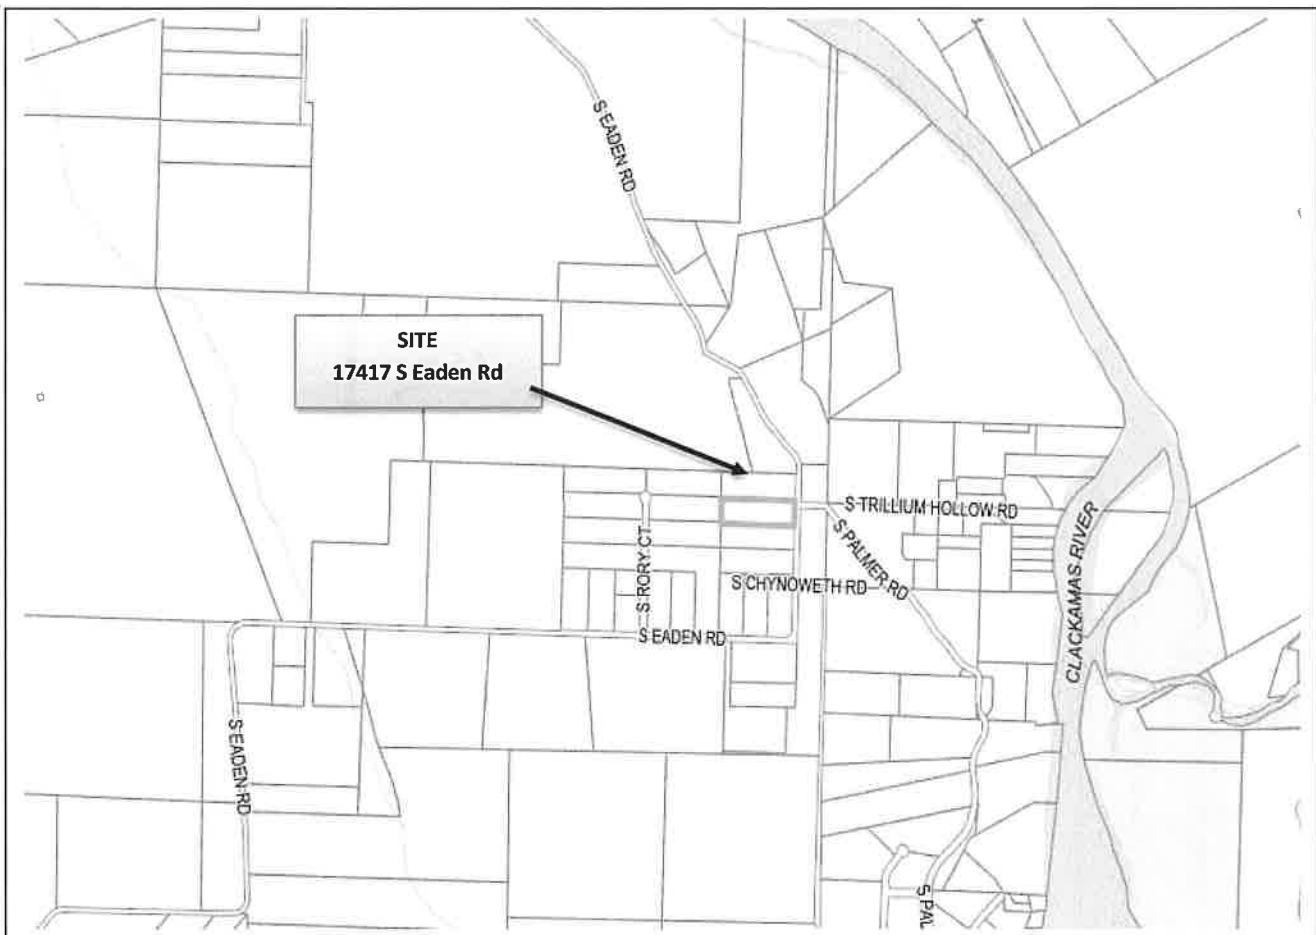 S EADEN RD
SITE
17417 S Eaden Rd
S TRILLIUM HOLLOW RD
S PALMER RD
S RORY CT
S CHYNOWETH RD
CLACKAMAS RIVER
S EADEN RD
S EADEN RD
S PAL